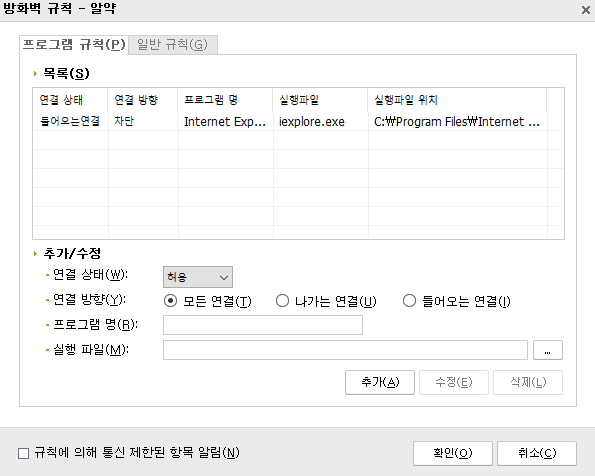 방화벽 규칙 - 알약
프로그램 규칙(P) 일반 규칙(G)
목록(S)
연결 상태 연결 방향 프로그램 명 실행파일 실행파일 위치
들어오는연결 차단 Internet Exp... iexplore.exe C:₩Program Files₩Internet ...
추가/수정
연결 상태(W): 허용
연결 방향(Y): 모든 연결(T) 나가는 연결(U) 들어오는 연결(I)
프로그램 명(R):
실행 파일(M): ...
추가(A) 수정(E) 삭제(L)
규칙에 의해 통신 제한된 항목 알림(N) 확인(O) 취소(C)